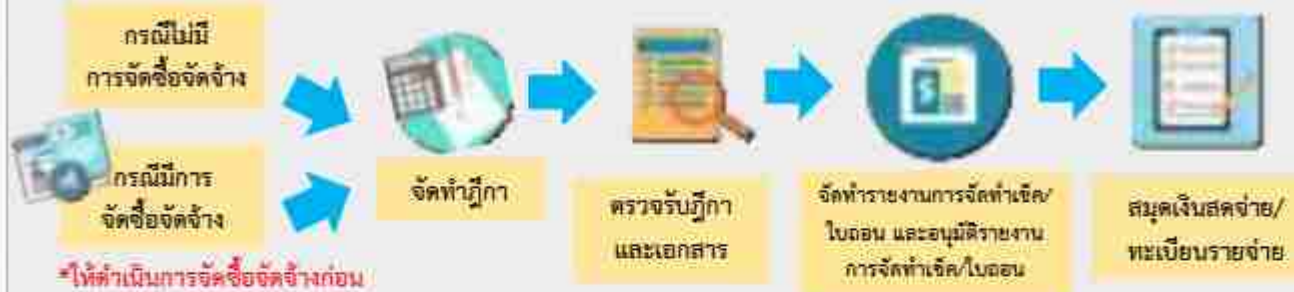 กรณีไม่มี
การจัดซื้อจัดจ้าง
กรณีมีการ
จัดซื้อจัดจ้าง
*ให้ดำเนินการจัดซื้อจัดจ้างก่อน
จัดทำฎีกา
ตรวจรับฎีกา
และเอกสาร
จัดทำรายงานการจัดทำเช็ค/
ใบถอน และอนุมัติรายงาน
การจัดทำเช็ค/ใบถอน
สมุดเงินสดจ่าย/
ทะเบียนรายจ่าย